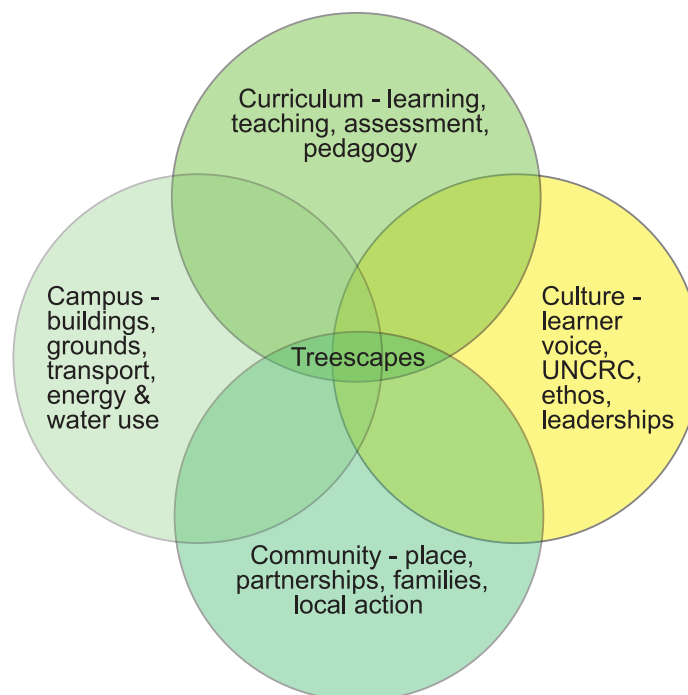 Curriculum - learning,
teaching, assessment,
pedagogy
Campus -
buildings,
grounds,
transport,
energy &
water use
Treescapes
Culture -
learner
voice,
UNCRC,
ethos,
leaderships
Community - place,
partnerships, families,
local action